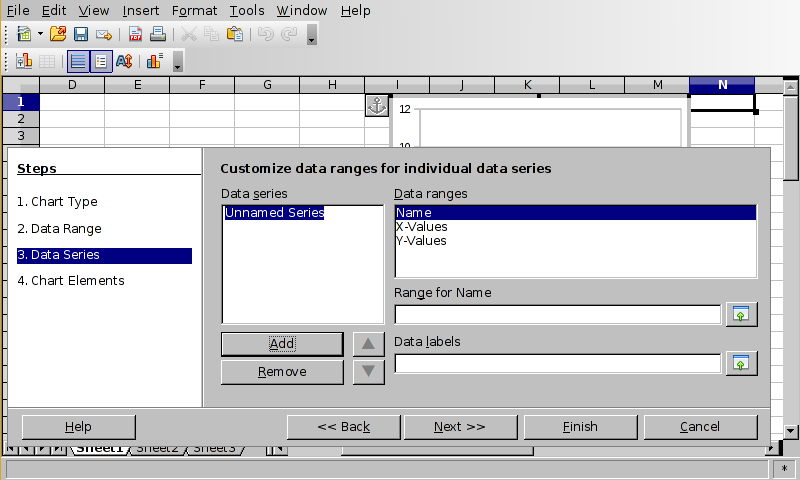 File Edit View Insert Format Tools Window Help
D E F G H I J K L M N
1
2
3
12
10
Steps
1. Chart Type
2. Data Range
3. Data Series
4. Chart Elements
Customize data ranges for individual data series
Data series
Unnamed Series
Data ranges
Name
X-Values
Y-Values
Range for Name
Data labels
Add
Remove
Help
<< Back
Next >>
Finish
Cancel
Sheet1 Sheet2 Sheet3
*